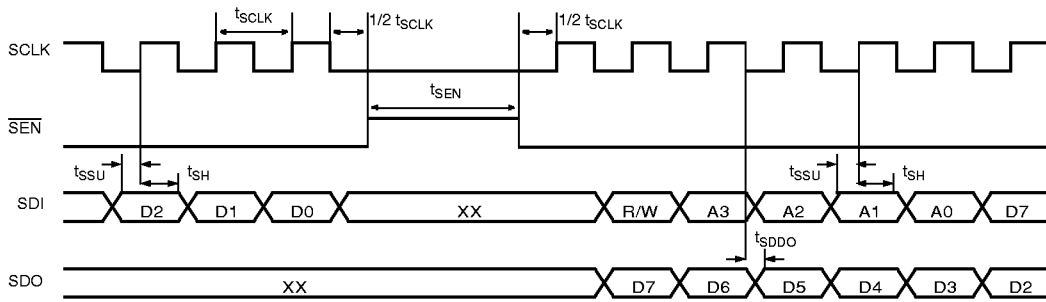 tSCLK 1/2 tSCLK 1/2 tSCLK
SCLK
tSEN
SEN
tSSU tSH tSSU tSH
SDI D2 D1 D0 XX R/W A3 A2 A1 A0 D7
tSDDO
SDO XX D7 D6 D5 D4 D3 D2